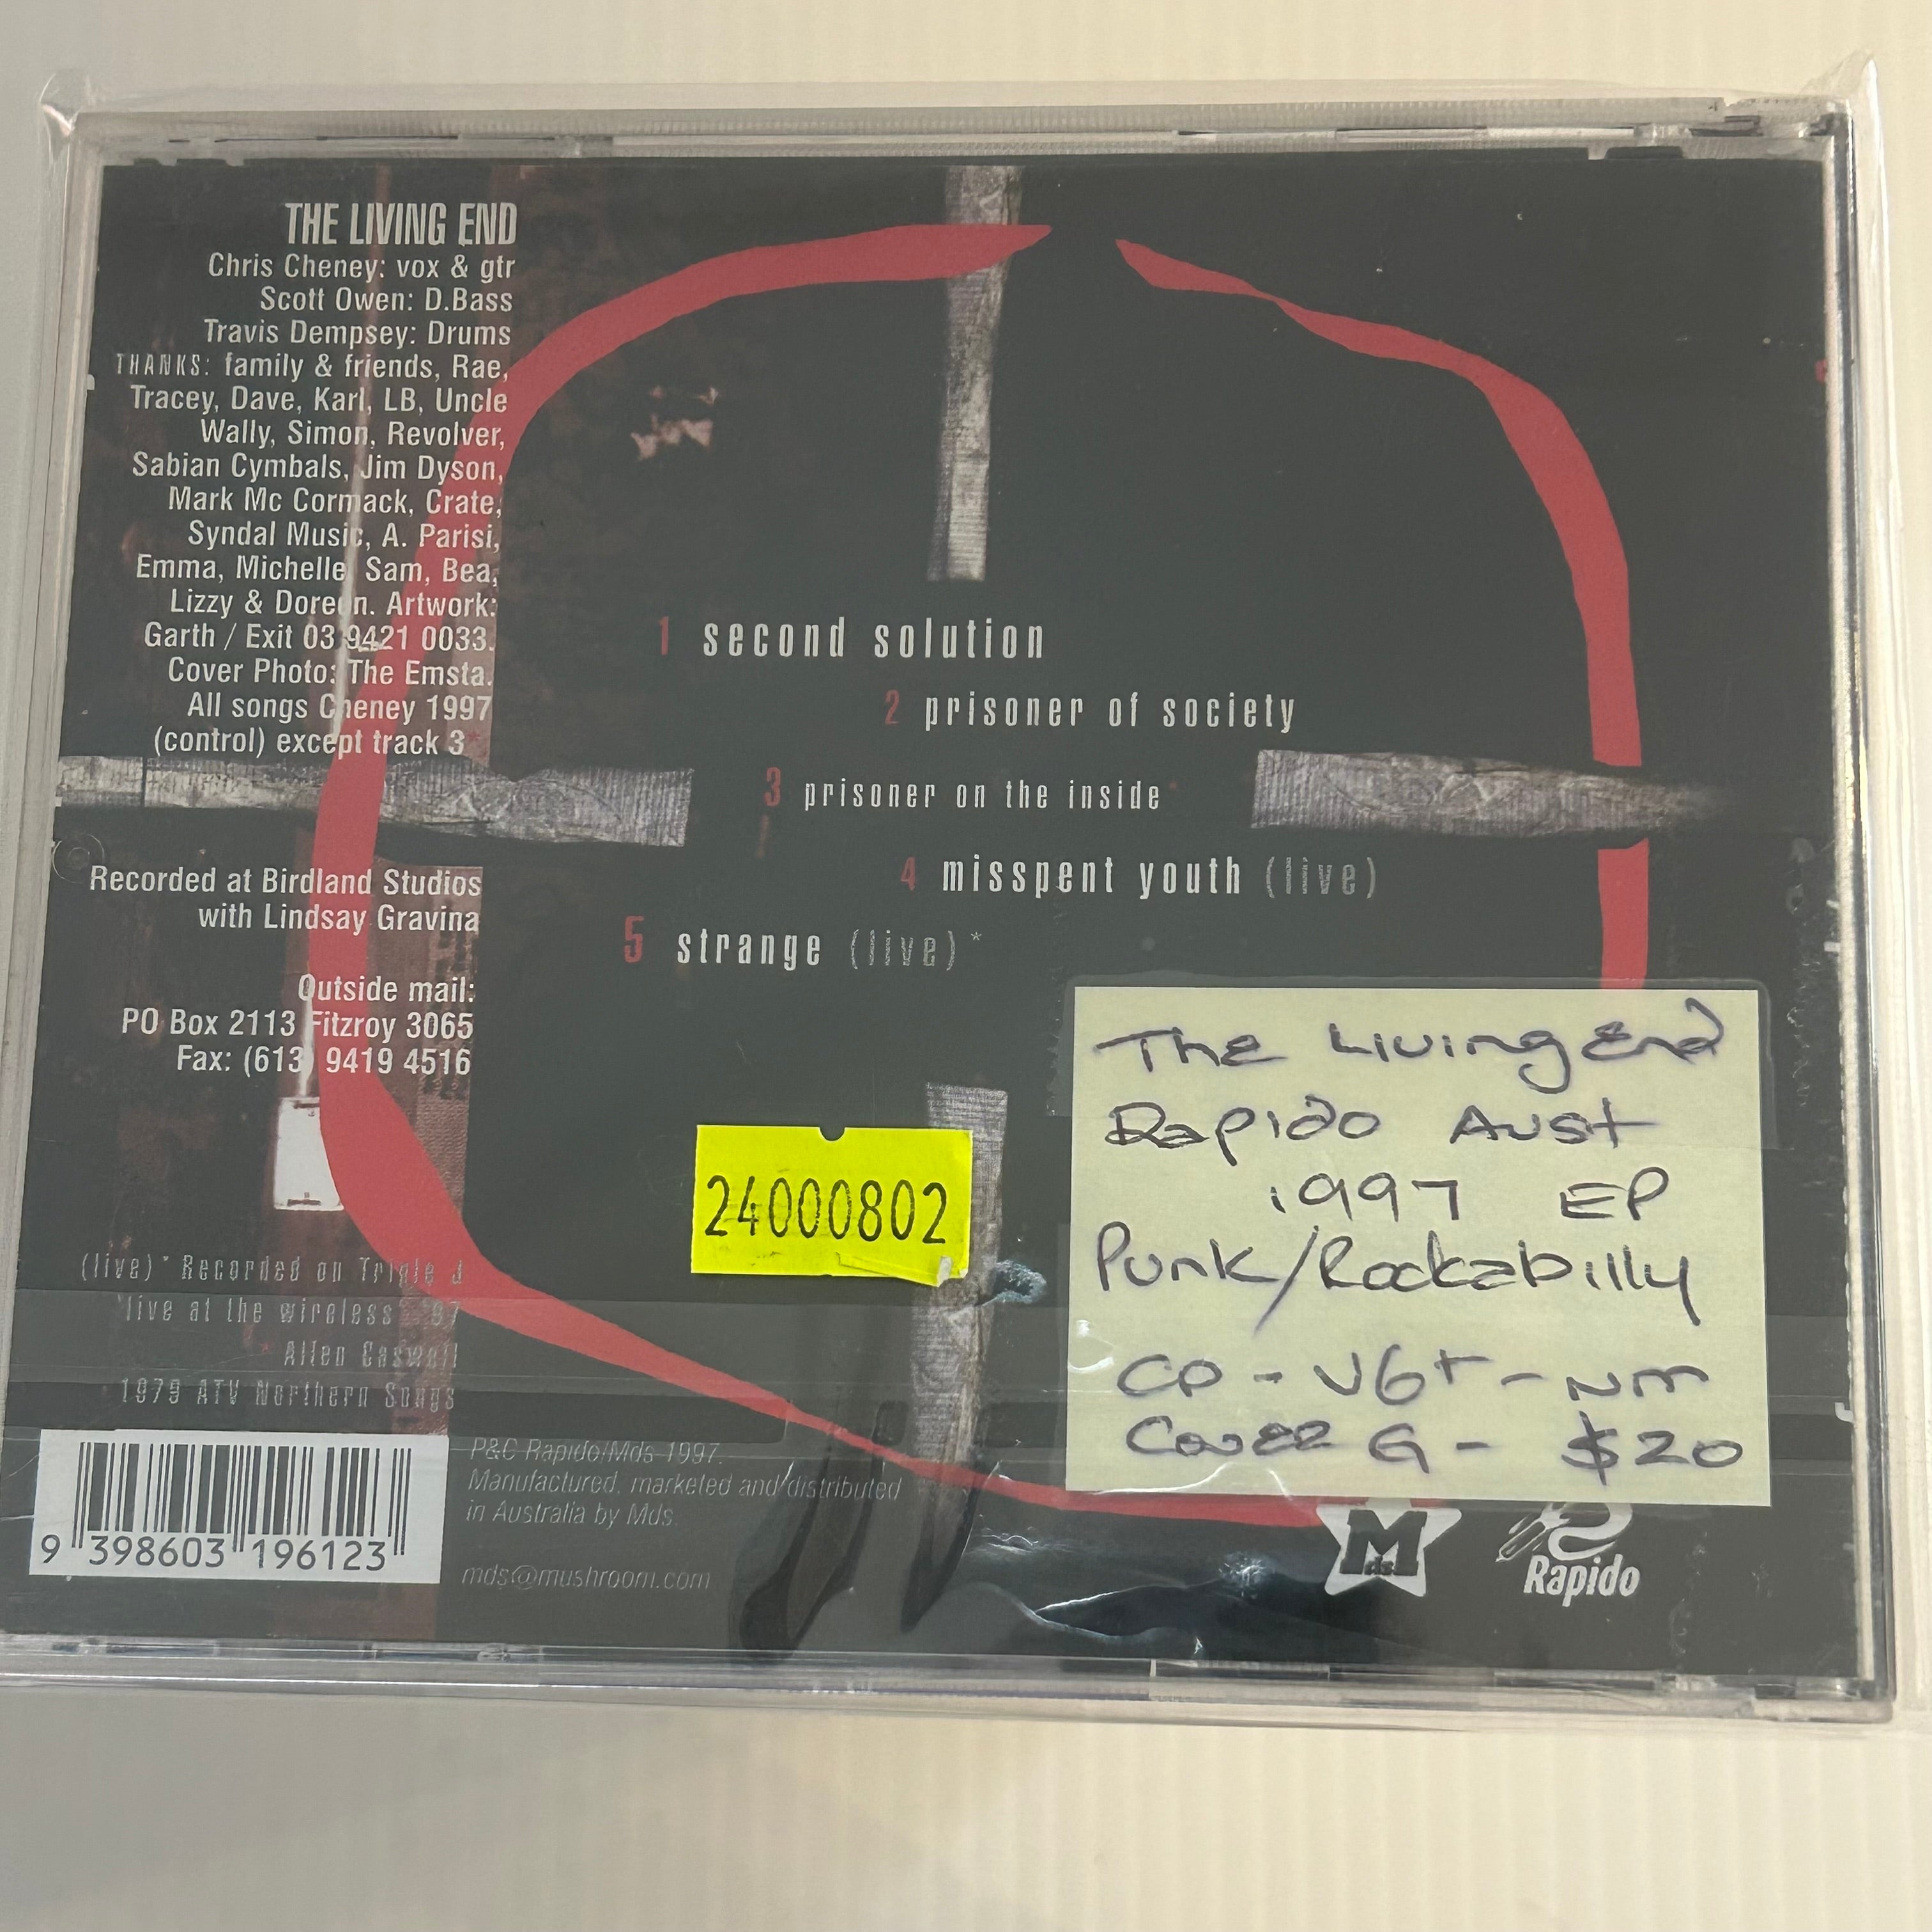 THE LIVING END
Chris Cheney: vox & gtr
Scott Owen: D.Bass
Travis Dempsey: Drums
THANKS: family & friends, Rae,
Tracey, Dave, Karl, LB, Uncle
Wally, Simon, Revolver,
Sabian Cymbals, Jim Dyson,
Mark Mc Cormack, Crate,
Syndal Music, A. Parisi,
Emma, Michelle, Sam, Bea,
Lizzy & Doreen. Artwork:
Garth / Exit 03 9421 0033.
Cover Photo: The Emsta.
All songs Cheney 1997
(control) except track 3*
Recorded at Birdland Studios
with Lindsay Gravina
Outside mail:
PO Box 2113 Fitzroy 3065
Fax: (613) 9419 4516
(live)* Recorded on Triple J
'live at the wireless' '97
* Allen Caswell
1979 ATV Northern Songs
1 second solution
2 prisoner of society
3 prisoner on the inside*
4 misspent youth (live)
5 strange (live)*
24000802
The Living End
Rapido Aust
1997 EP
Punk/Rockabilly
CD - VG+ - NM
Cover G - $20
9 398603 196123
P&C Rapido/Mds 1997.
Manufactured, marketed and distributed
in Australia by Mds.
mds@mushroom.com
Mds
Rapido